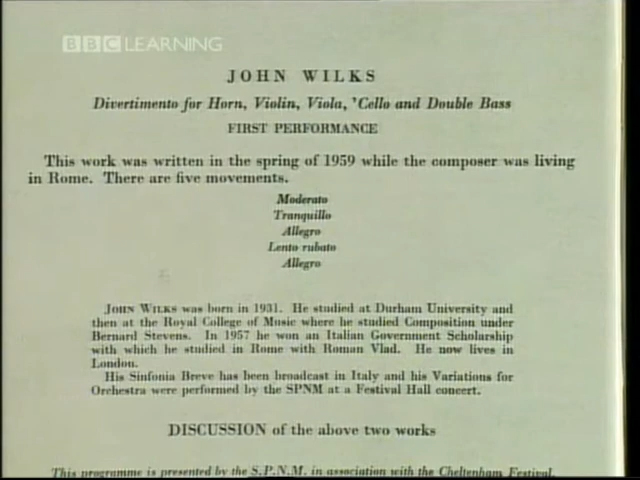 BBC LEARNING
JOHN WILKS
Divertimento for Horn, Violin, Viola, 'Cello and Double Bass
FIRST PERFORMANCE
This work was written in the spring of 1959 while the composer was living
in Rome. There are five movements.
Moderato
Tranquillo
Allegro
Lento rubato
Allegro
JOHN WILKS was born in 1931. He studied at Durham University and
then at the Royal College of Music where he studied Composition under
Bernard Stevens. In 1957 he won an Italian Government Scholarship
with which he studied in Rome with Roman Vlad. He now lives in
London.
His Sinfonia Breve has been broadcast in Italy and his Variations for
Orchestra were performed by the SPNM at a Festival Hall concert.
DISCUSSION of the above two works
This programme is presented by the S.P.N.M. in association with the Cheltenham Festival.